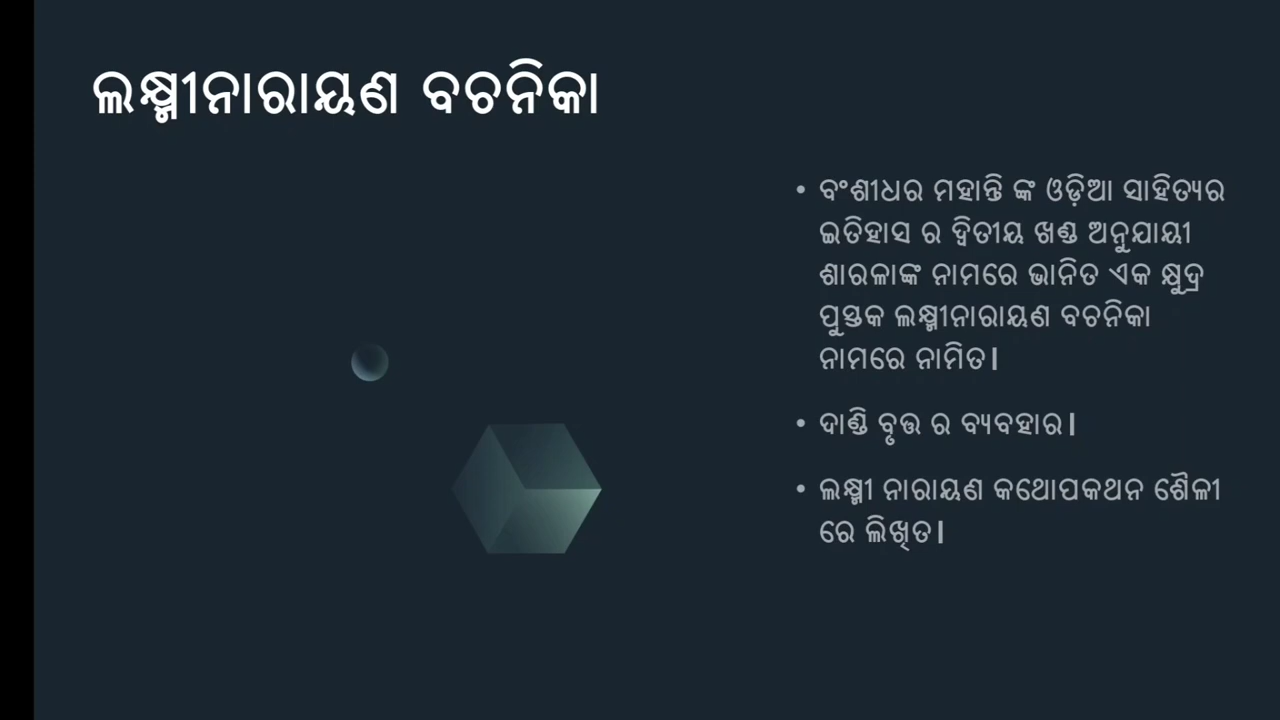 ଲକ୍ଷ୍ମୀନାରାୟଣ ବଚନିକା
• ବଂଶୀଧର ମହାନ୍ତି ଙ୍କ ଓଡ଼ିଆ ସାହିତ୍ୟର
ଇତିହାସ ର ଦ୍ଵିତୀୟ ଖଣ୍ଡ ଅନୁଯାୟୀ
ଶାରଳାଙ୍କ ନାମରେ ଭାନିତ ଏକ କ୍ଷୁଦ୍ର
ପୁସ୍ତକ ଲକ୍ଷ୍ମୀନାରାୟଣ ବଚନିକା
ନାମରେ ନାମିତ।
• ଦାଣ୍ଡି ବୃତ୍ତ ର ବ୍ୟବହାର।
• ଲକ୍ଷ୍ମୀ ନାରାୟଣ କଥୋପକଥନ ଶୈଳୀ
ରେ ଲିଖିତ।